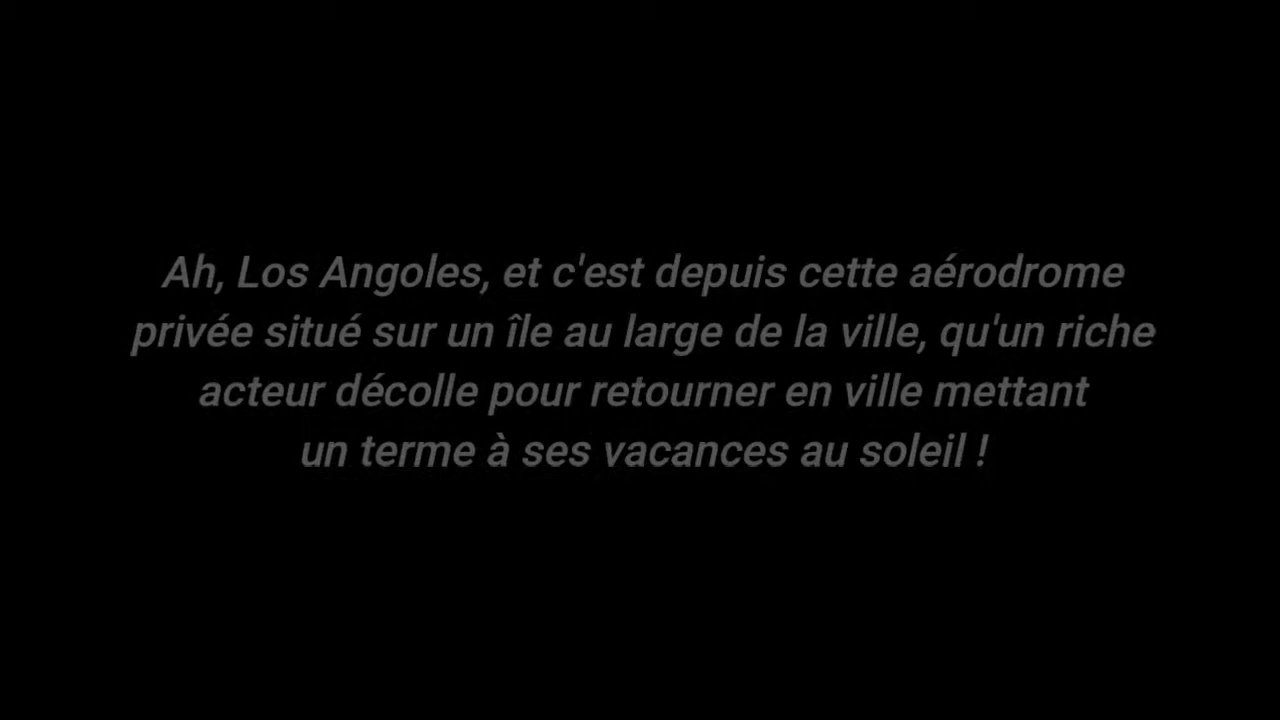 Ah, Los Angoles, et c'est depuis cette aérodrome
privée situé sur un île au large de la ville, qu'un riche
acteur décolle pour retourner en ville mettant
un terme à ses vacances au soleil !